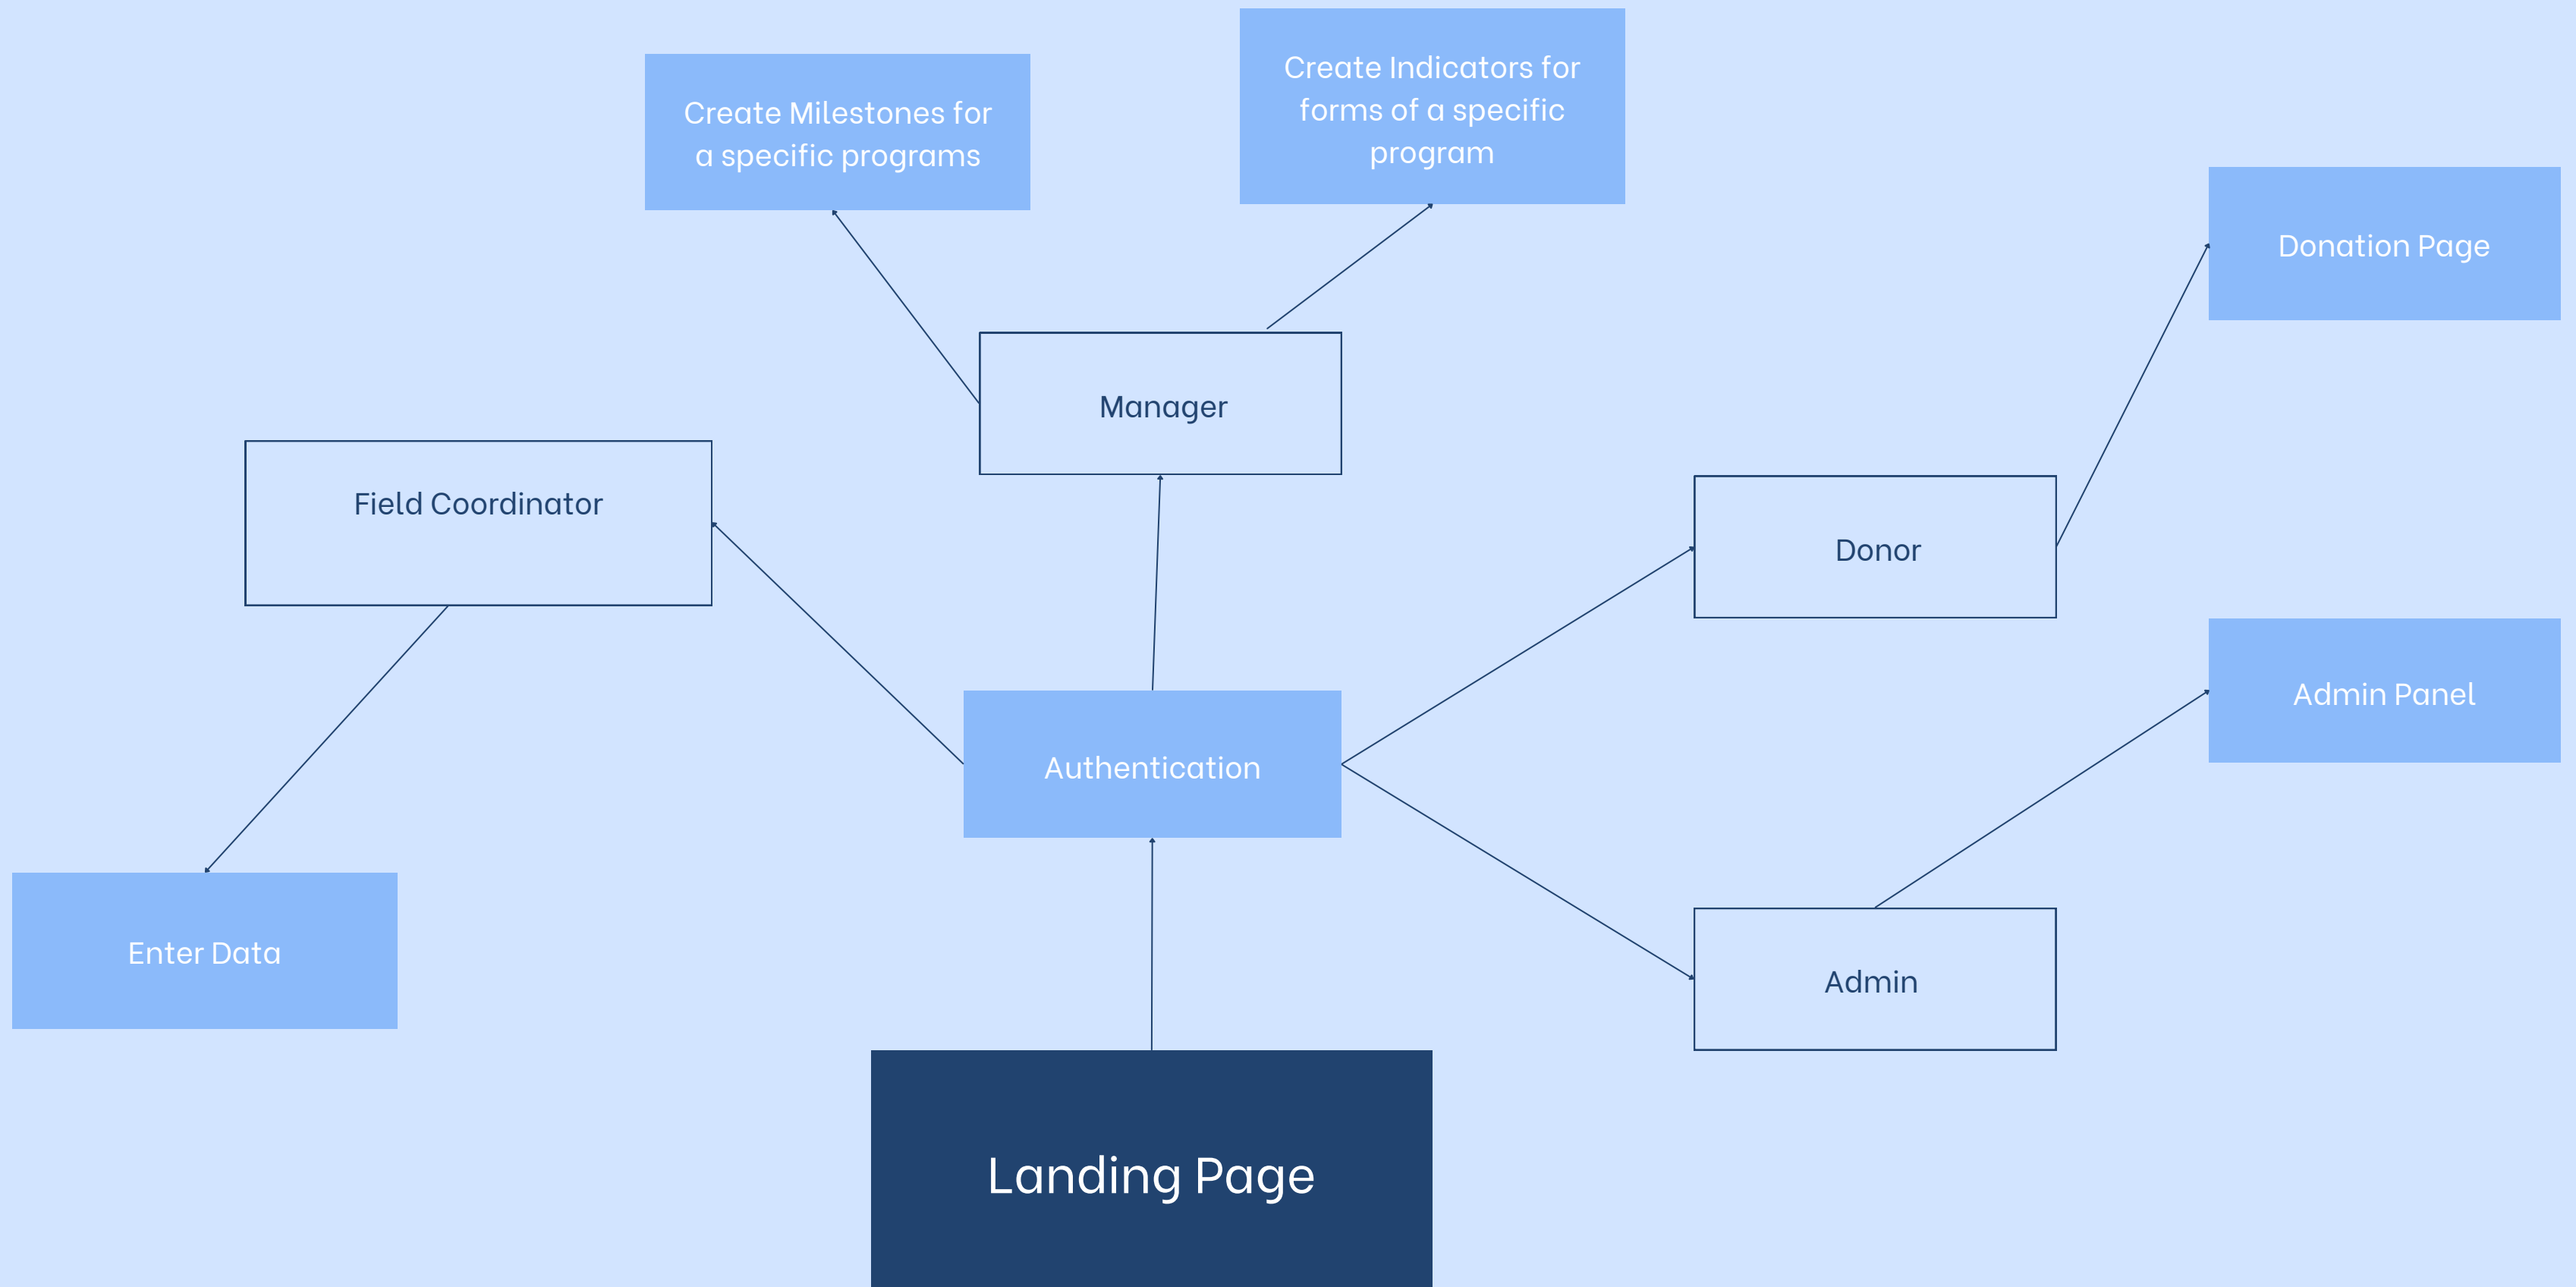 Create Indicators for
forms of a specific
program
Create Milestones for
a specific programs
Donation Page
Manager
Field Coordinator
Donor
Admin Panel
Authentication
Enter Data
Admin
Landing Page